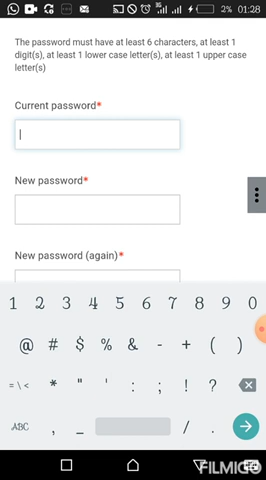 2% 01:28
The password must have at least 6 characters, at least 1
digit(s), at least 1 lower case letter(s), at least 1 upper case
letter(s)
Current password*
New password*
New password (again)*
1 2 3 4 5 6 7 8 9 0
@ # $ % & - + ( )
= \ < * " ' : ; ! ?
ABC , _ / .
FILMIGO